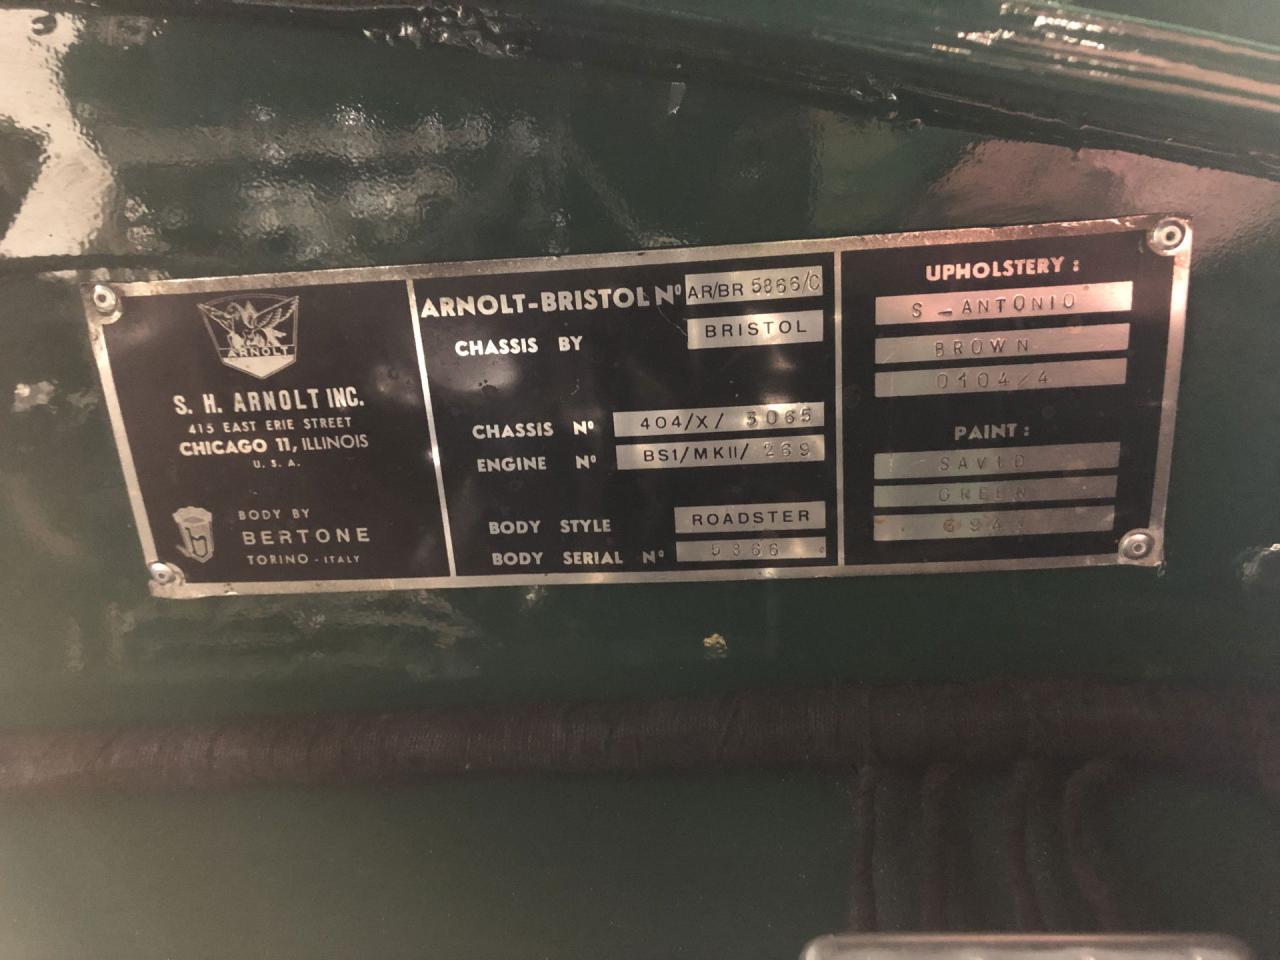 ARNOLT
S. H. ARNOLT INC.
415 EAST ERIE STREET
CHICAGO 11, ILLINOIS
U. S. A.
BODY BY
BERTONE
TORINO - ITALY
ARNOLT-BRISTOL Nº AR/BR 5866/C
CHASSIS BY BRISTOL
CHASSIS Nº 404/X/ 3065
ENGINE Nº BS1/MKII/ 269
BODY STYLE ROADSTER
BODY SERIAL Nº 5366
UPHOLSTERY :
S - ANTONIO
BROWN
0104/4
PAINT :
GREEN